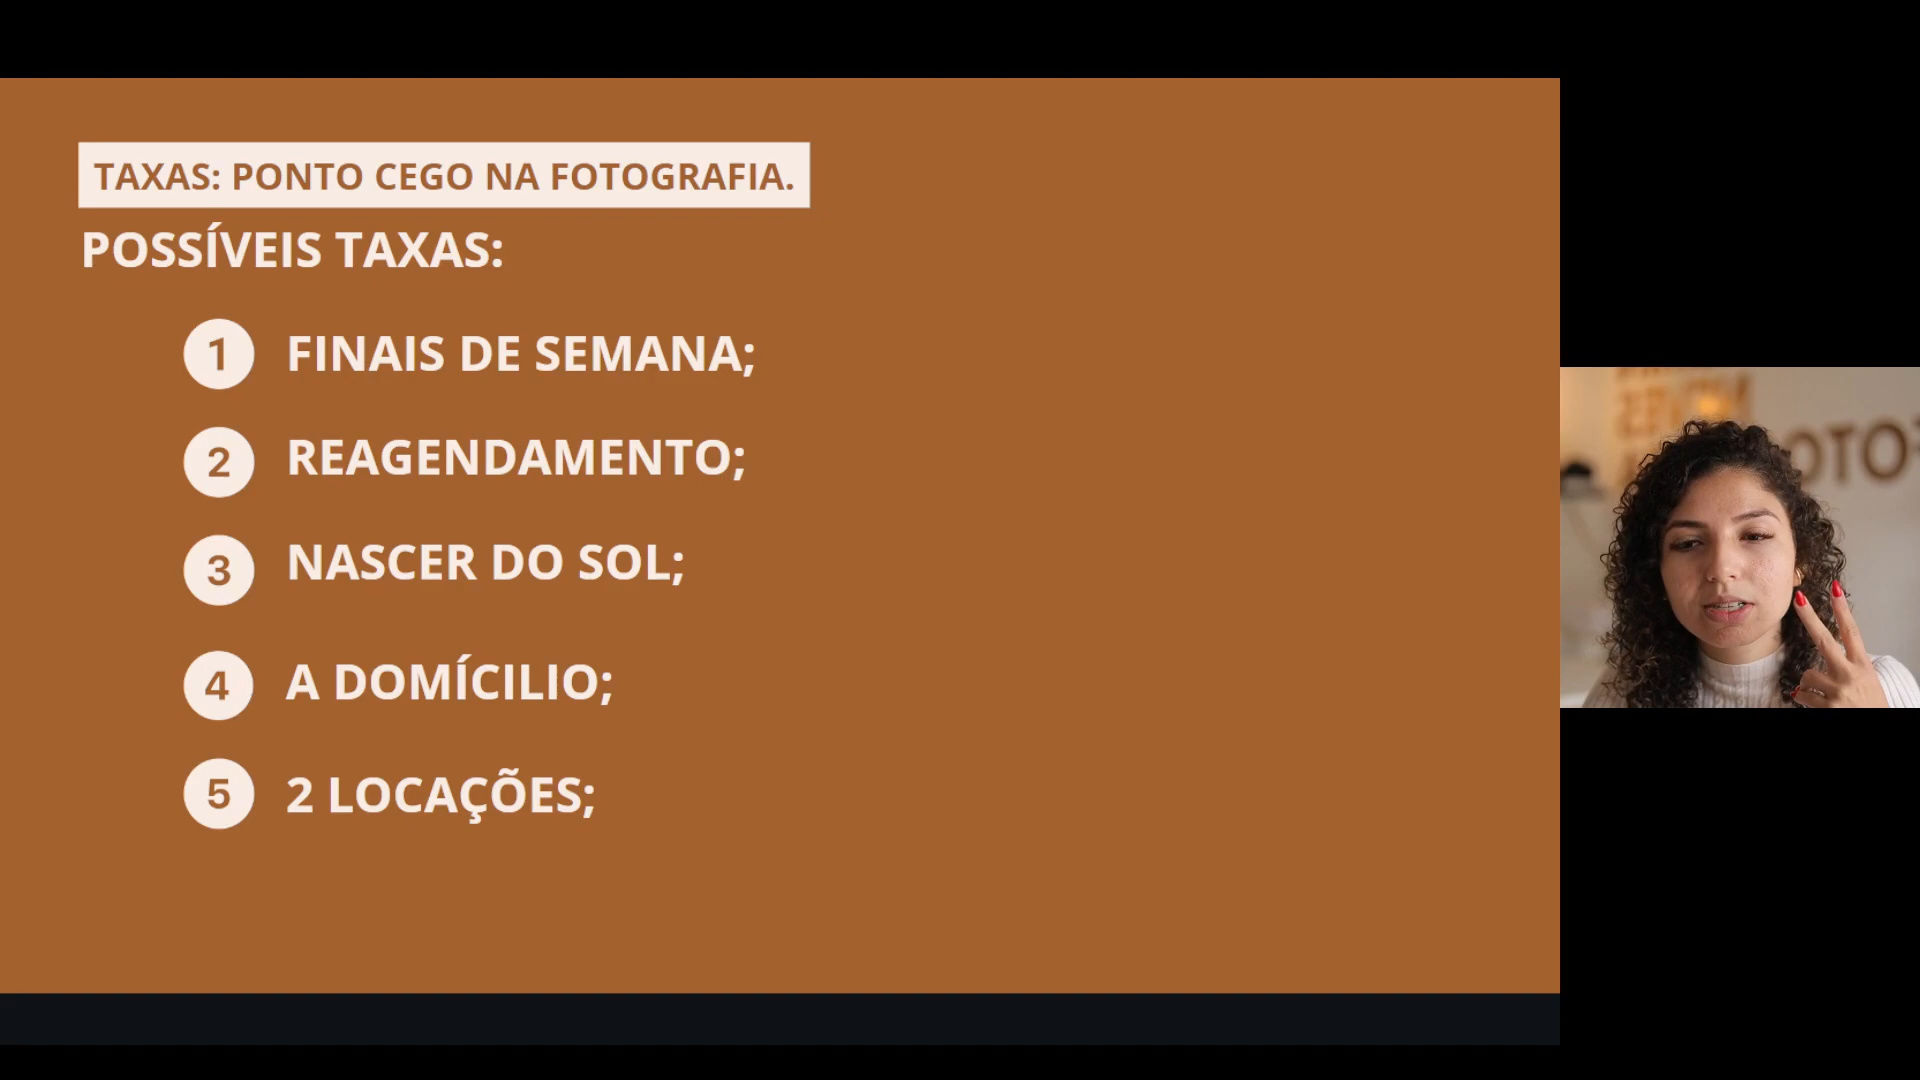 TAXAS: PONTO CEGO NA FOTOGRAFIA.
POSSÍVEIS TAXAS:
1 FINAIS DE SEMANA;
2 REAGENDAMENTO;
3 NASCER DO SOL;
4 A DOMÍCILIO;
5 2 LOCAÇÕES;